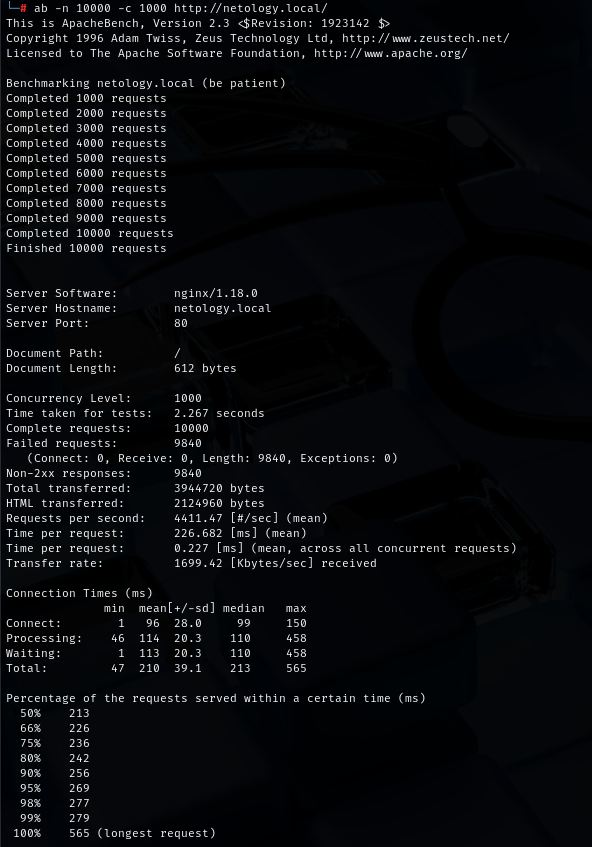 └─# ab -n 10000 -c 1000 http://netology.local/
This is ApacheBench, Version 2.3 <$Revision: 1923142 $>
Copyright 1996 Adam Twiss, Zeus Technology Ltd, http://www.zeustech.net/
Licensed to The Apache Software Foundation, http://www.apache.org/

Benchmarking netology.local (be patient)
Completed 1000 requests
Completed 2000 requests
Completed 3000 requests
Completed 4000 requests
Completed 5000 requests
Completed 6000 requests
Completed 7000 requests
Completed 8000 requests
Completed 9000 requests
Completed 10000 requests
Finished 10000 requests


Server Software:        nginx/1.18.0
Server Hostname:        netology.local
Server Port:            80

Document Path:          /
Document Length:        612 bytes

Concurrency Level:      1000
Time taken for tests:   2.267 seconds
Complete requests:      10000
Failed requests:        9840
   (Connect: 0, Receive: 0, Length: 9840, Exceptions: 0)
Non-2xx responses:      9840
Total transferred:      3944720 bytes
HTML transferred:       2124960 bytes
Requests per second:    4411.47 [#/sec] (mean)
Time per request:       226.682 [ms] (mean)
Time per request:       0.227 [ms] (mean, across all concurrent requests)
Transfer rate:          1699.42 [Kbytes/sec] received

Connection Times (ms)
              min  mean[+/-sd] median   max
Connect:        1   96  28.0     99     150
Processing:    46  114  20.3    110     458
Waiting:        1  113  20.3    110     458
Total:         47  210  39.1    213     565

Percentage of the requests served within a certain time (ms)
  50%    213
  66%    226
  75%    236
  80%    242
  90%    256
  95%    269
  98%    277
  99%    279
 100%    565 (longest request)